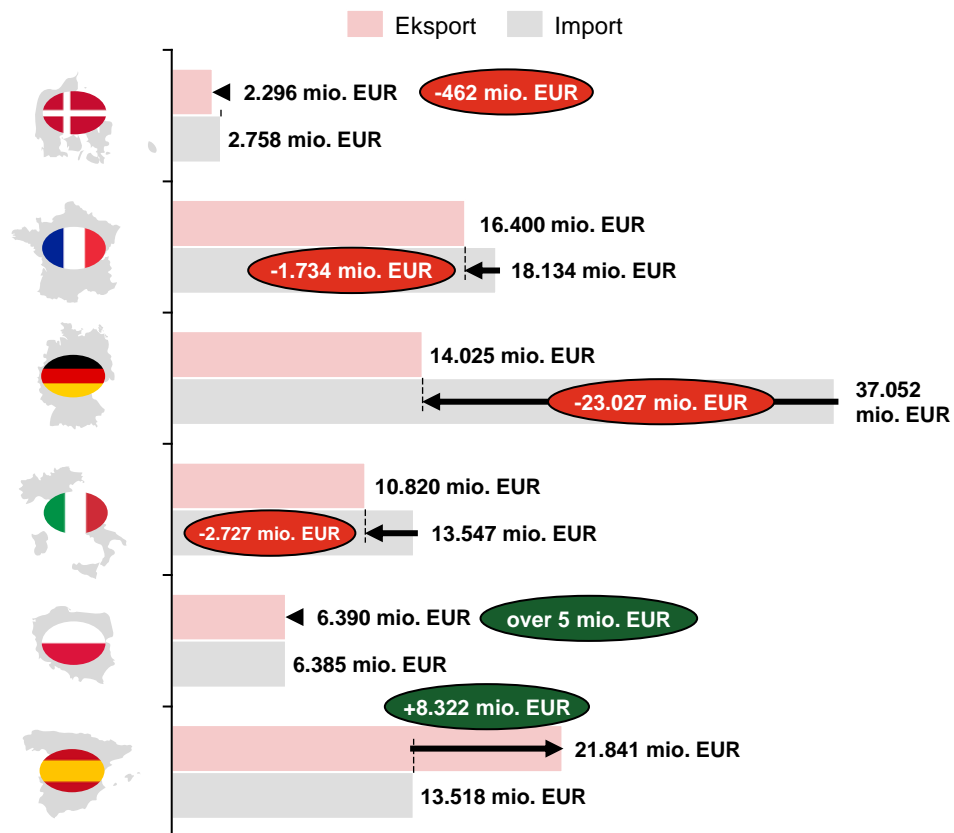 Eksport Import
2.296 mio. EUR -462 mio. EUR
2.758 mio. EUR
16.400 mio. EUR
-1.734 mio. EUR 18.134 mio. EUR
14.025 mio. EUR
-23.027 mio. EUR 37.052
mio. EUR
10.820 mio. EUR
-2.727 mio. EUR 13.547 mio. EUR
6.390 mio. EUR over 5 mio. EUR
6.385 mio. EUR
+8.322 mio. EUR
21.841 mio. EUR
13.518 mio. EUR